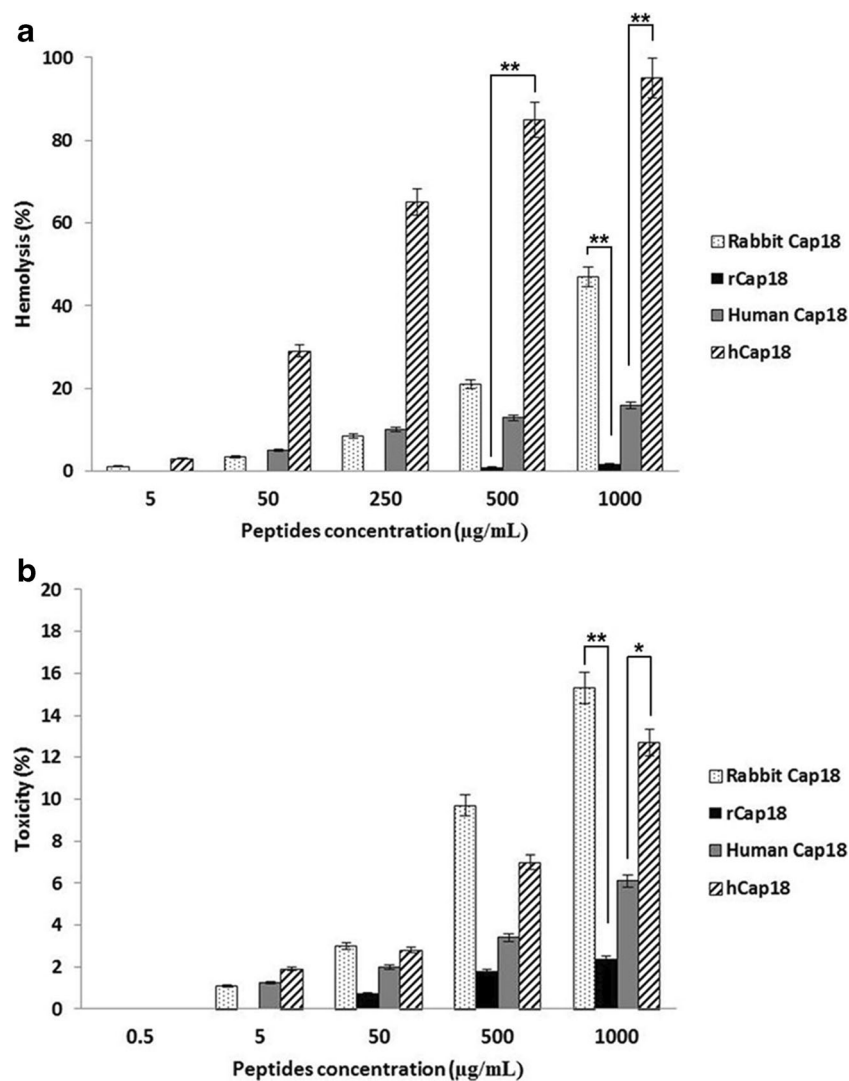 a
100
80
60
40
20
0
Hemolysis (%)
**
**
**
5 50 250 500 1000
Peptides concentration (µg/mL)
Rabbit Cap18
rCap18
Human Cap18
hCap18
b
20
18
16
14
12
10
8
6
4
2
0
Toxicity (%)
**
*
0.5 5 50 500 1000
Peptides concentration (µg/mL)
Rabbit Cap18
rCap18
Human Cap18
hCap18